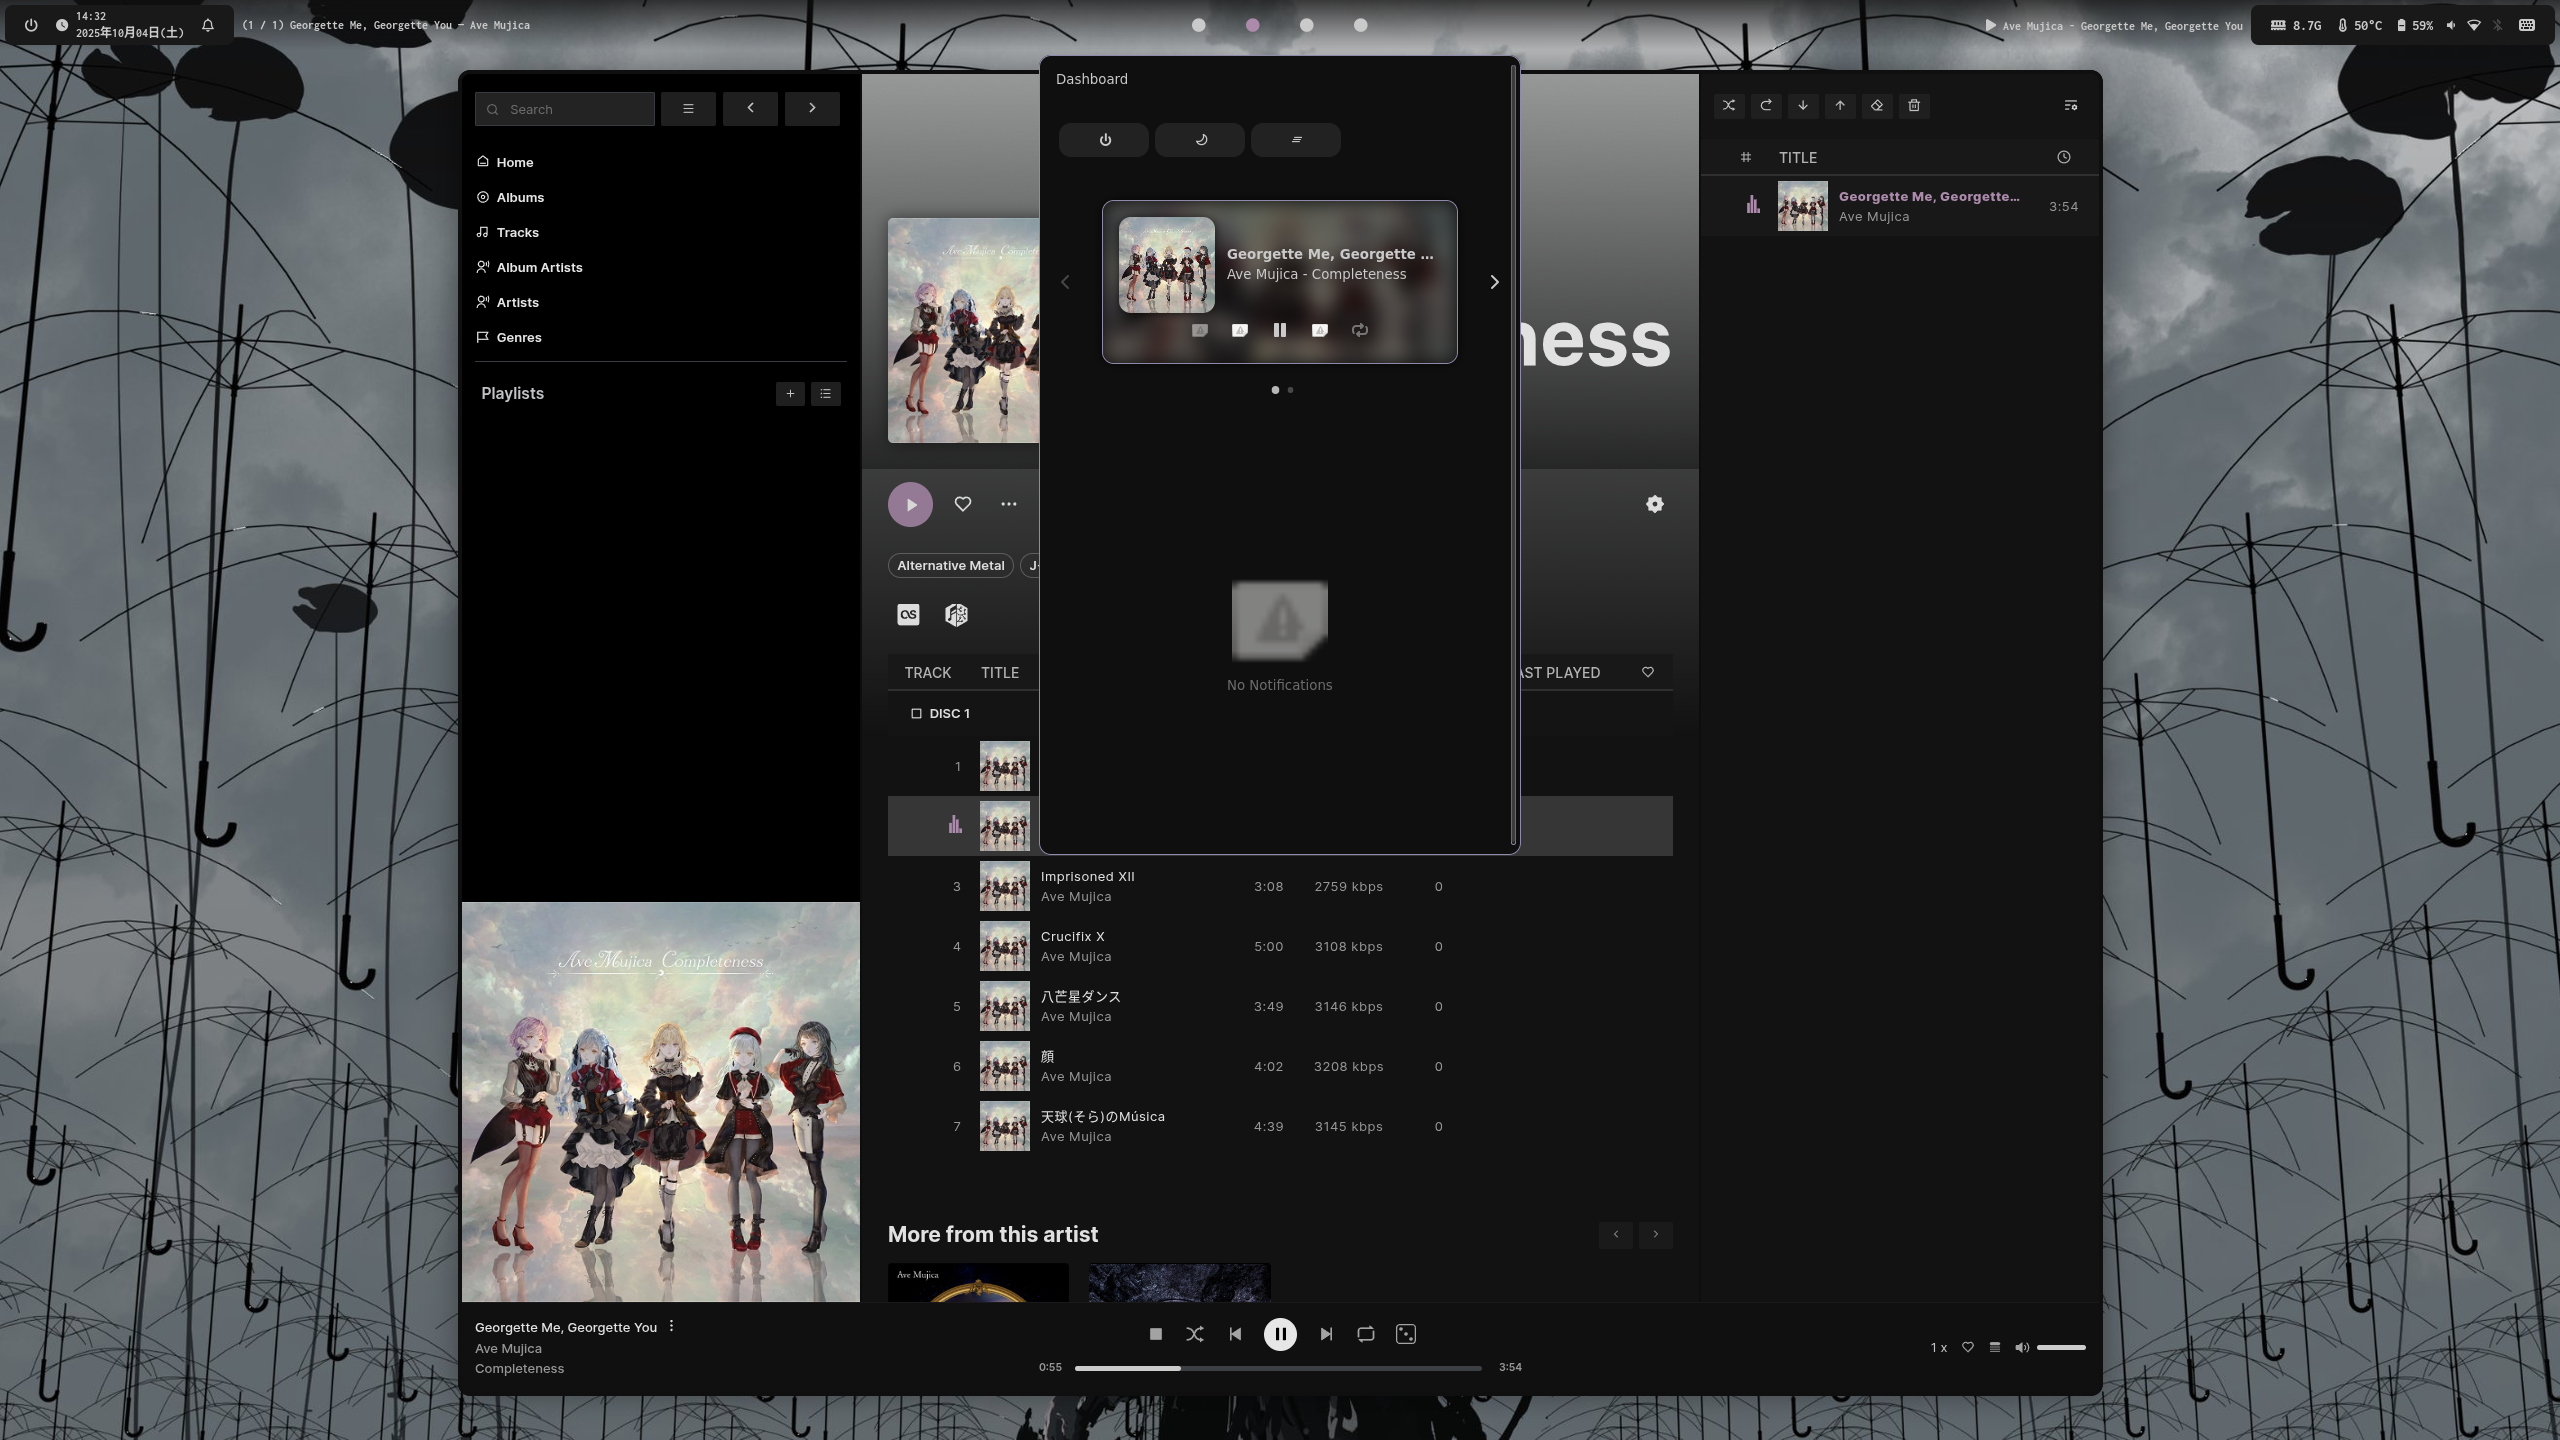 14:32
2025年10月04日(土)
(1 / 1) Georgette Me, Georgette You — Ave Mujica
Ave Mujica - Georgette Me, Georgette You
8.7G
50°C
59%
Search
Home
Albums
Tracks
Album Artists
Artists
Genres
Playlists
Ave Mujica Completeness
Georgette Me, Georgette You
Ave Mujica
Completeness
Dashboard
Georgette Me, Georgette ...
Ave Mujica - Completeness
No Notifications
ness
Alternative Metal
J-
TRACK
TITLE
AST PLAYED
DISC 1
1
3
Imprisoned XII
Ave Mujica
3:08
2759 kbps
0
4
Crucifix X
Ave Mujica
5:00
3108 kbps
0
5
八芒星ダンス
Ave Mujica
3:49
3146 kbps
0
6
顔
Ave Mujica
4:02
3208 kbps
0
7
天球(そら)のMúsica
Ave Mujica
4:39
3145 kbps
0
More from this artist
Ave Mujica
# TITLE
Georgette Me, Georgette...
Ave Mujica
3:54
0:55
3:54
1 x